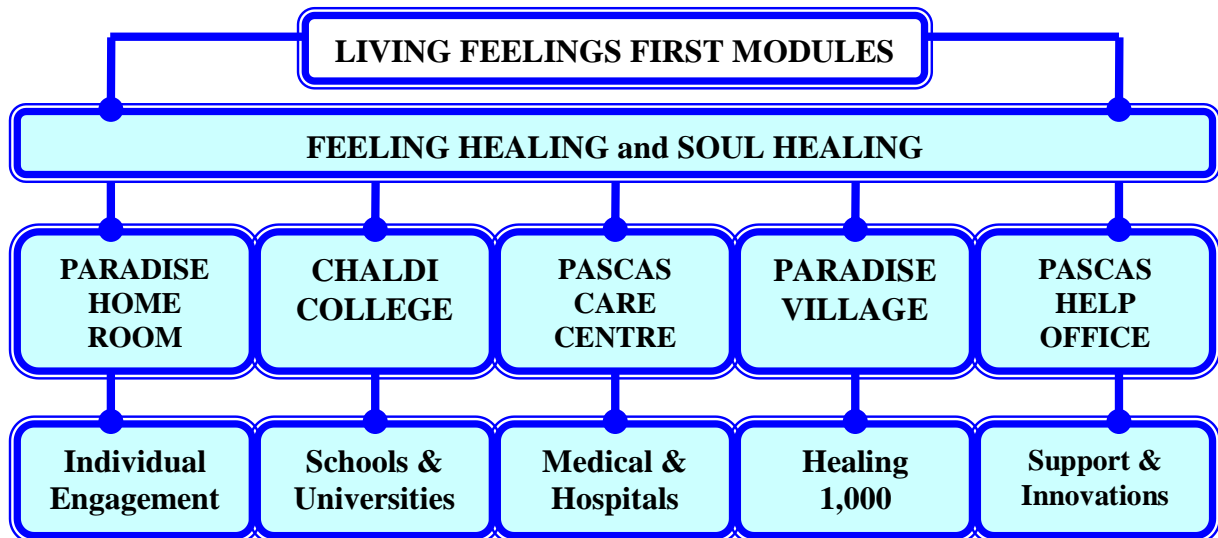 LIVING FEELINGS FIRST MODULES
FEELING HEALING and SOUL HEALING
PARADISE
HOME
ROOM
CHALDI
COLLEGE
PASCAS
CARE
CENTRE
PARADISE
VILLAGE
PASCAS
HELP
OFFICE
Individual
Engagement
Schools &
Universities
Medical &
Hospitals
Healing
1,000
Support &
Innovations